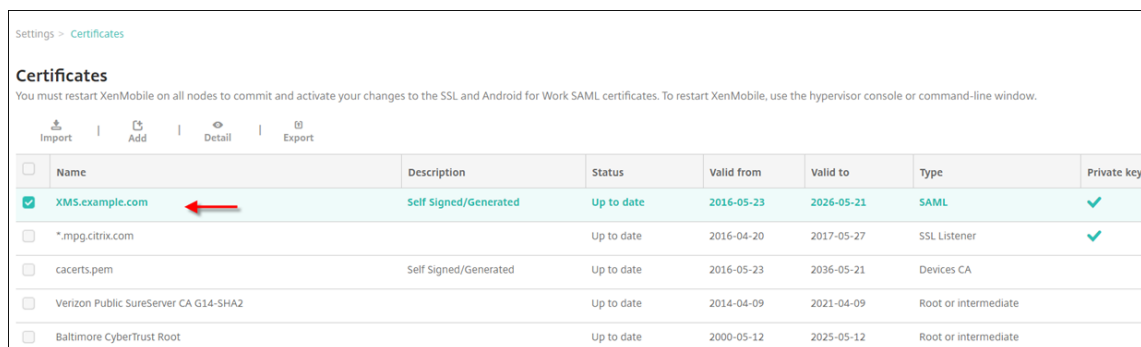 Settings > Certificates
Certificates
You must restart XenMobile on all nodes to commit and activate your changes to the SSL and Android for Work SAML certificates. To restart XenMobile, use the hypervisor console or command-line window.
Import | Add | Detail | Export
Name Description Status Valid from Valid to Type Private key
XMS.example.com Self Signed/Generated Up to date 2016-05-23 2026-05-21 SAML
*.mpg.citrix.com Up to date 2016-04-20 2017-05-27 SSL Listener
cacerts.pem Self Signed/Generated Up to date 2016-05-23 2036-05-21 Devices CA
Verizon Public SureServer CA G14-SHA2 Up to date 2014-04-09 2021-04-09 Root or intermediate
Baltimore CyberTrust Root Up to date 2000-05-12 2025-05-12 Root or intermediate